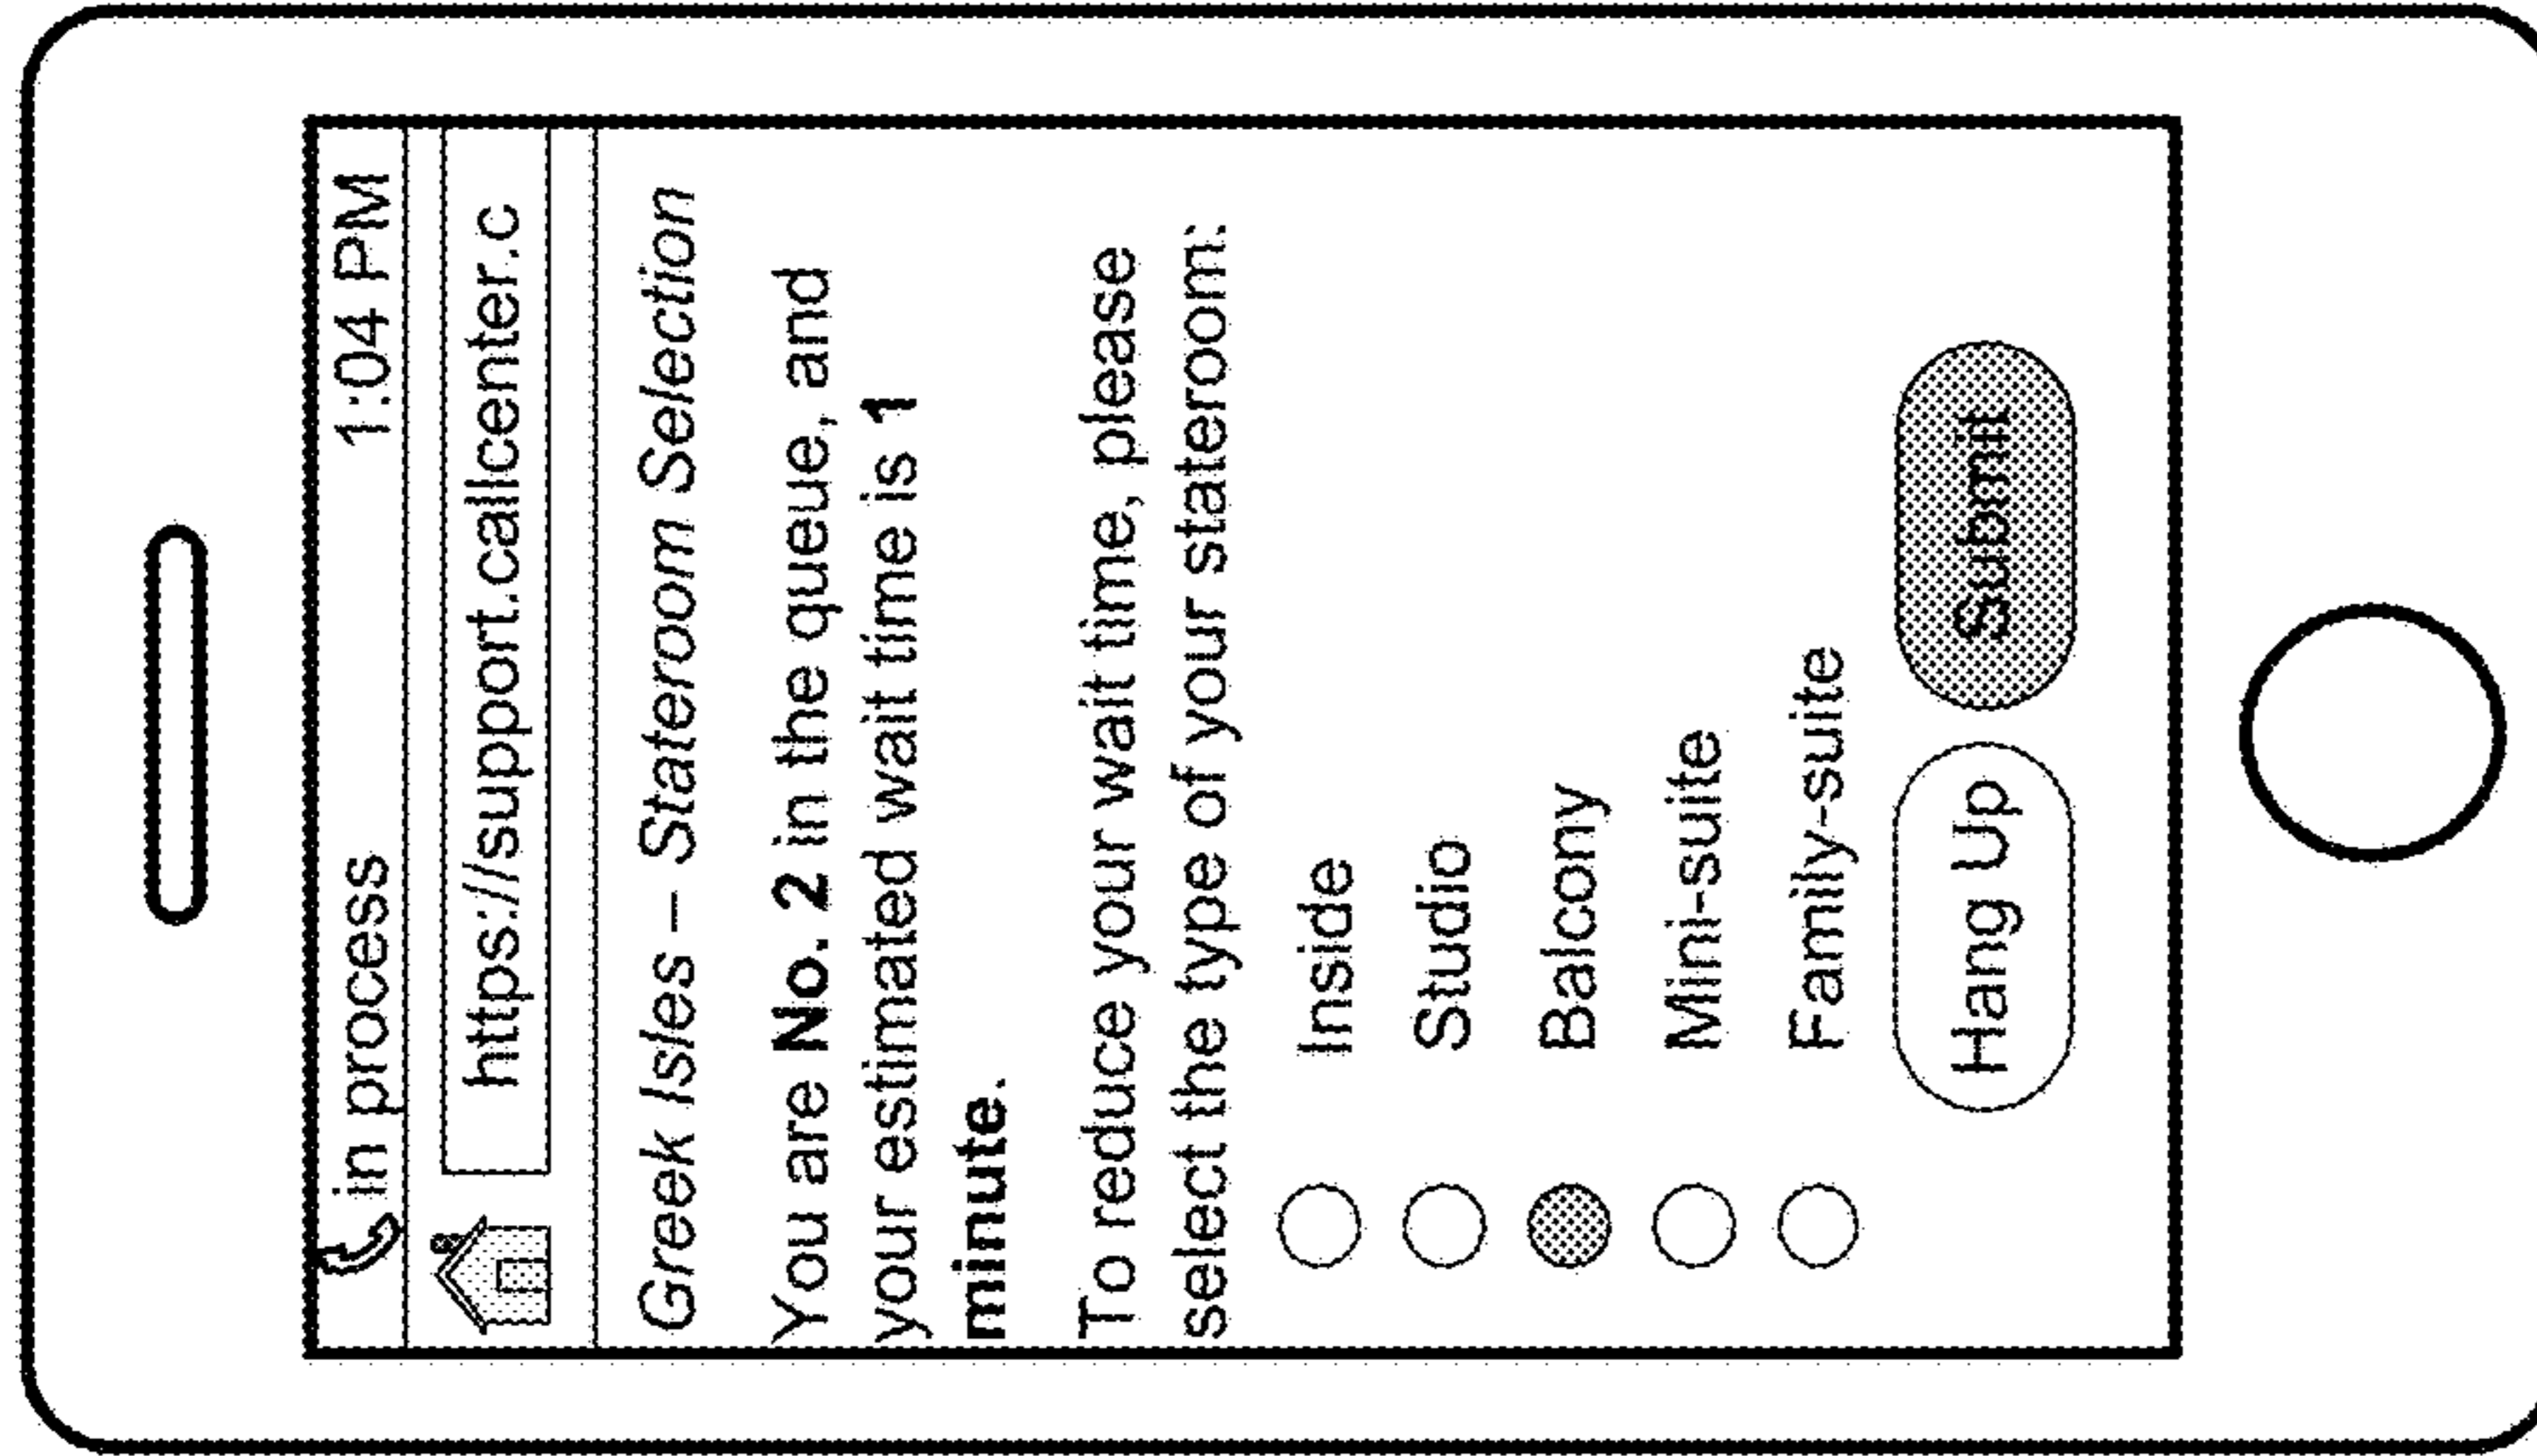 in process 1:04 PM
https://support.callcenter.c
Greek Isles – Stateroom Selection
You are No. 2 in the queue, and
your estimated wait time is 1
minute.
To reduce your wait time, please
select the type of your stateroom:
Inside
Studio
Balcony
Mini-suite
Family-suite
Hang Up Submit